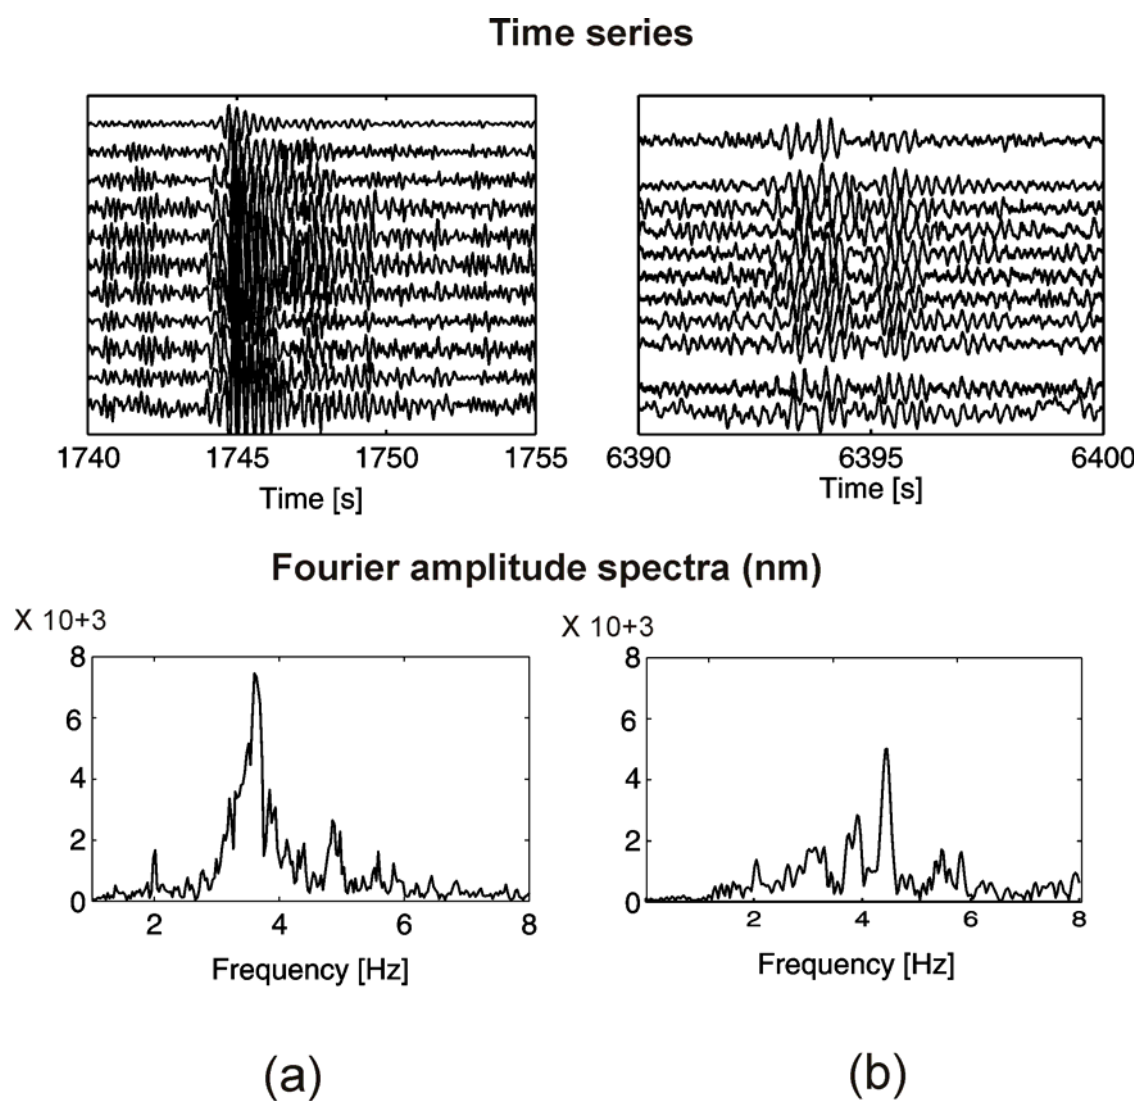 Time series
1740 1745 1750 1755
Time [s]
6390 6395 6400
Time [s]
Fourier amplitude spectra (nm)
X 10+3
8
6
4
2
0
2 4 6 8
Frequency [Hz]
X 10+3
8
6
4
2
0
2 4 6 8
Frequency [Hz]
(a)
(b)